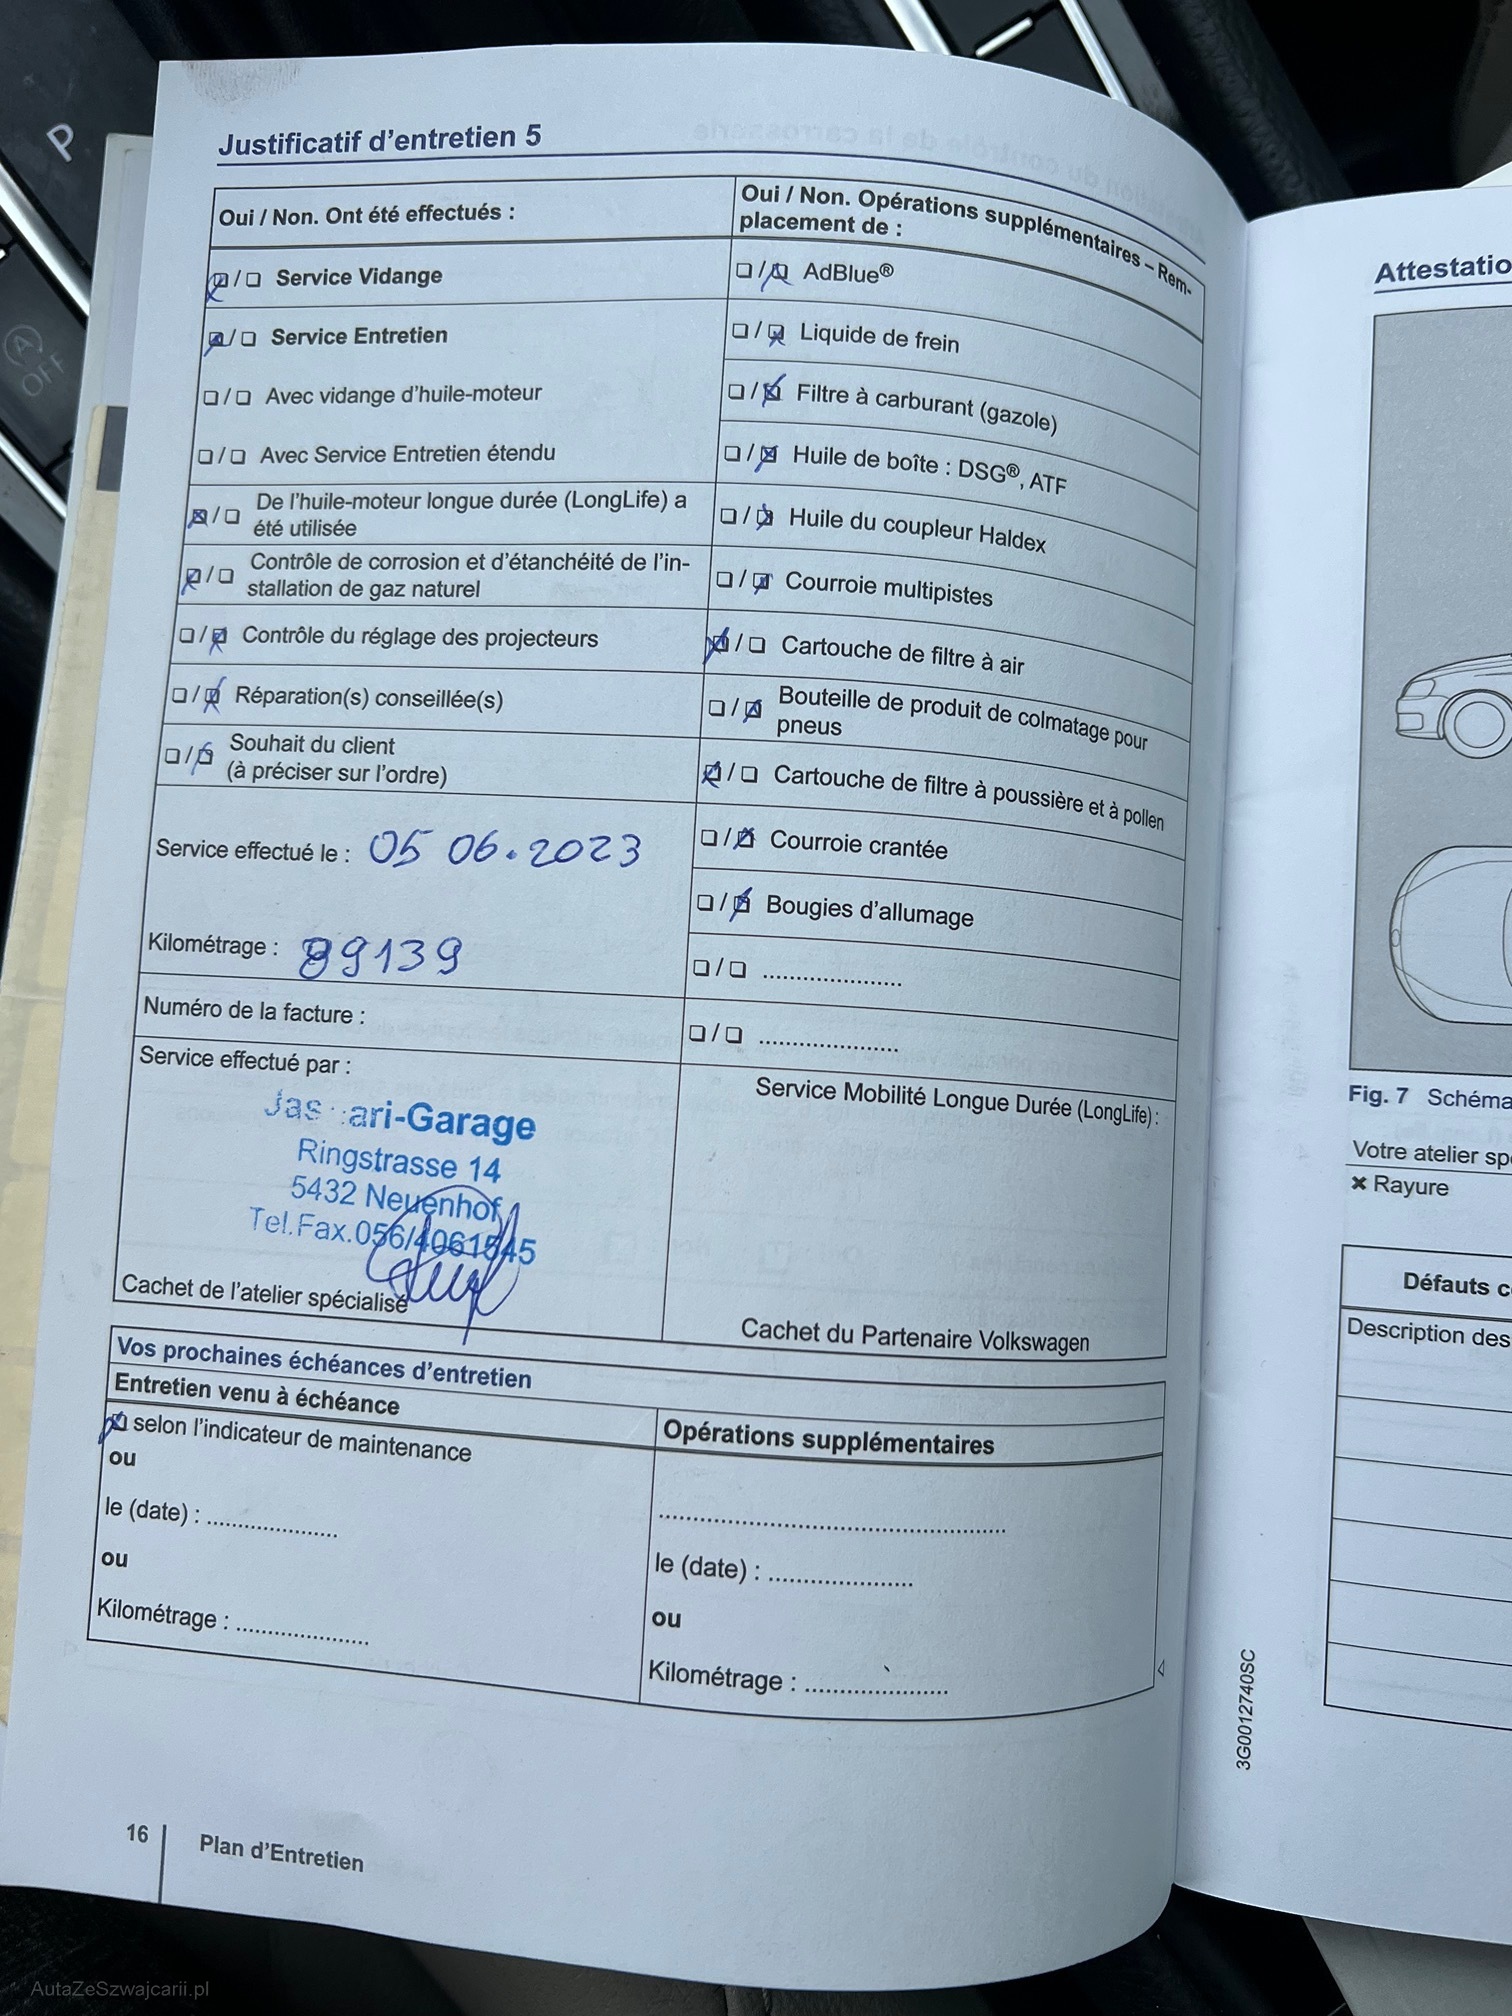 P
A
OFF
Justificatif d'entretien 5
Oui / Non. Ont été effectués :
☒ / ☐ Service Vidange
☒ / ☐ Service Entretien
☐ / ☐ Avec vidange d'huile-moteur
☐ / ☐ Avec Service Entretien étendu
☒ / ☐ De l'huile-moteur longue durée (LongLife) a
été utilisée
☒ / ☐ Contrôle de corrosion et d'étanchéité de l'in-
stallation de gaz naturel
☐ / ☒ Contrôle du réglage des projecteurs
☐ / ☒ Réparation(s) conseillée(s)
☐ / ☒ Souhait du client
(à préciser sur l'ordre)
Service effectué le : 05 06.2023
Kilométrage : 89139
Numéro de la facture :
Service effectué par :
ari-Garage
Ringstrasse 14
5432 Neuenhof
Tel.Fax.056/4061545
Cachet de l'atelier spécialisé
Oui / Non. Opérations supplémentaires – Rem-
placement de :
☐ / ☒ AdBlue®
☐ / ☒ Liquide de frein
☐ / ☒ Filtre à carburant (gazole)
☐ / ☒ Huile de boîte : DSG®, ATF
☐ / ☒ Huile du coupleur Haldex
☐ / ☒ Courroie multipistes
☒ / ☐ Cartouche de filtre à air
☐ / ☒ Bouteille de produit de colmatage pour
pneus
☒ / ☐ Cartouche de filtre à poussière et à pollen
☐ / ☒ Courroie crantée
☐ / ☒ Bougies d'allumage
☐ / ☐ ......................
☐ / ☐ ......................
Service Mobilité Longue Durée (LongLife) :
Cachet du Partenaire Volkswagen
Vos prochaines échéances d'entretien
Entretien venu à échéance
☒ selon l'indicateur de maintenance
ou
le (date) : ....................
ou
Kilométrage : ....................
Opérations supplémentaires
......................................................
le (date) : ......................
ou
Kilométrage : ......................
16
Plan d'Entretien
3G0012740SC
Attestatio
Fig. 7 Schéma
Votre atelier spé
✖ Rayure
Défauts c
Description des
AutaZeSzwajcarii.pl